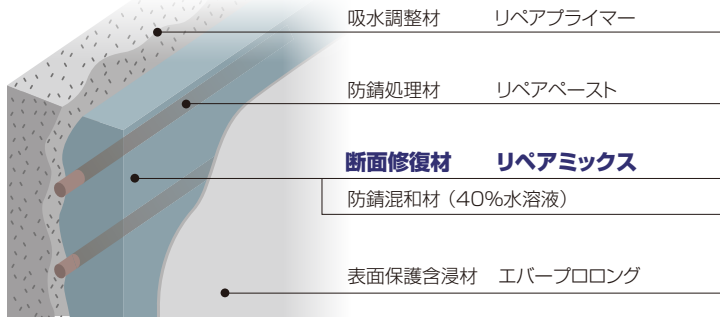 吸水調整材 リペアプライマー
防錆処理材 リペアペースト
断面修復材 リペアミックス
防錆混和材（40%水溶液）
表面保護含浸材 エバープロロング